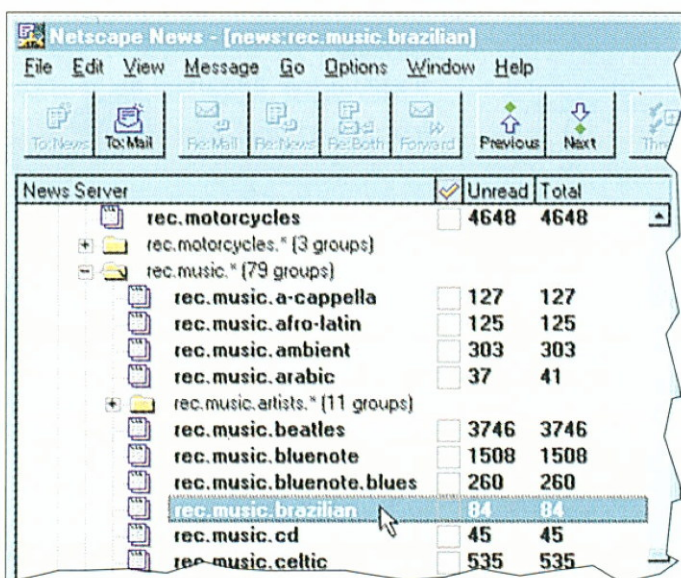 Netscape News - [news:rec.music.brazilian]
File Edit View Message Go Options Window Help
To:News To:Mail Re:Mail Re:News Re:Both Forward Previous Next Thre
News Server Unread Total
rec.motorcycles 4648 4648
rec.motorcycles.* (3 groups)
rec.music.* (79 groups)
rec.music.a-cappella 127 127
rec.music.afro-latin 125 125
rec.music.ambient 303 303
rec.music.arabic 37 41
rec.music.artists.* (11 groups)
rec.music.beatles 3746 3746
rec.music.bluenote 1508 1508
rec.music.bluenote.blues 260 260
rec.music.brazilian 84 84
rec.music.cd 45 45
rec.music.celtic 535 535